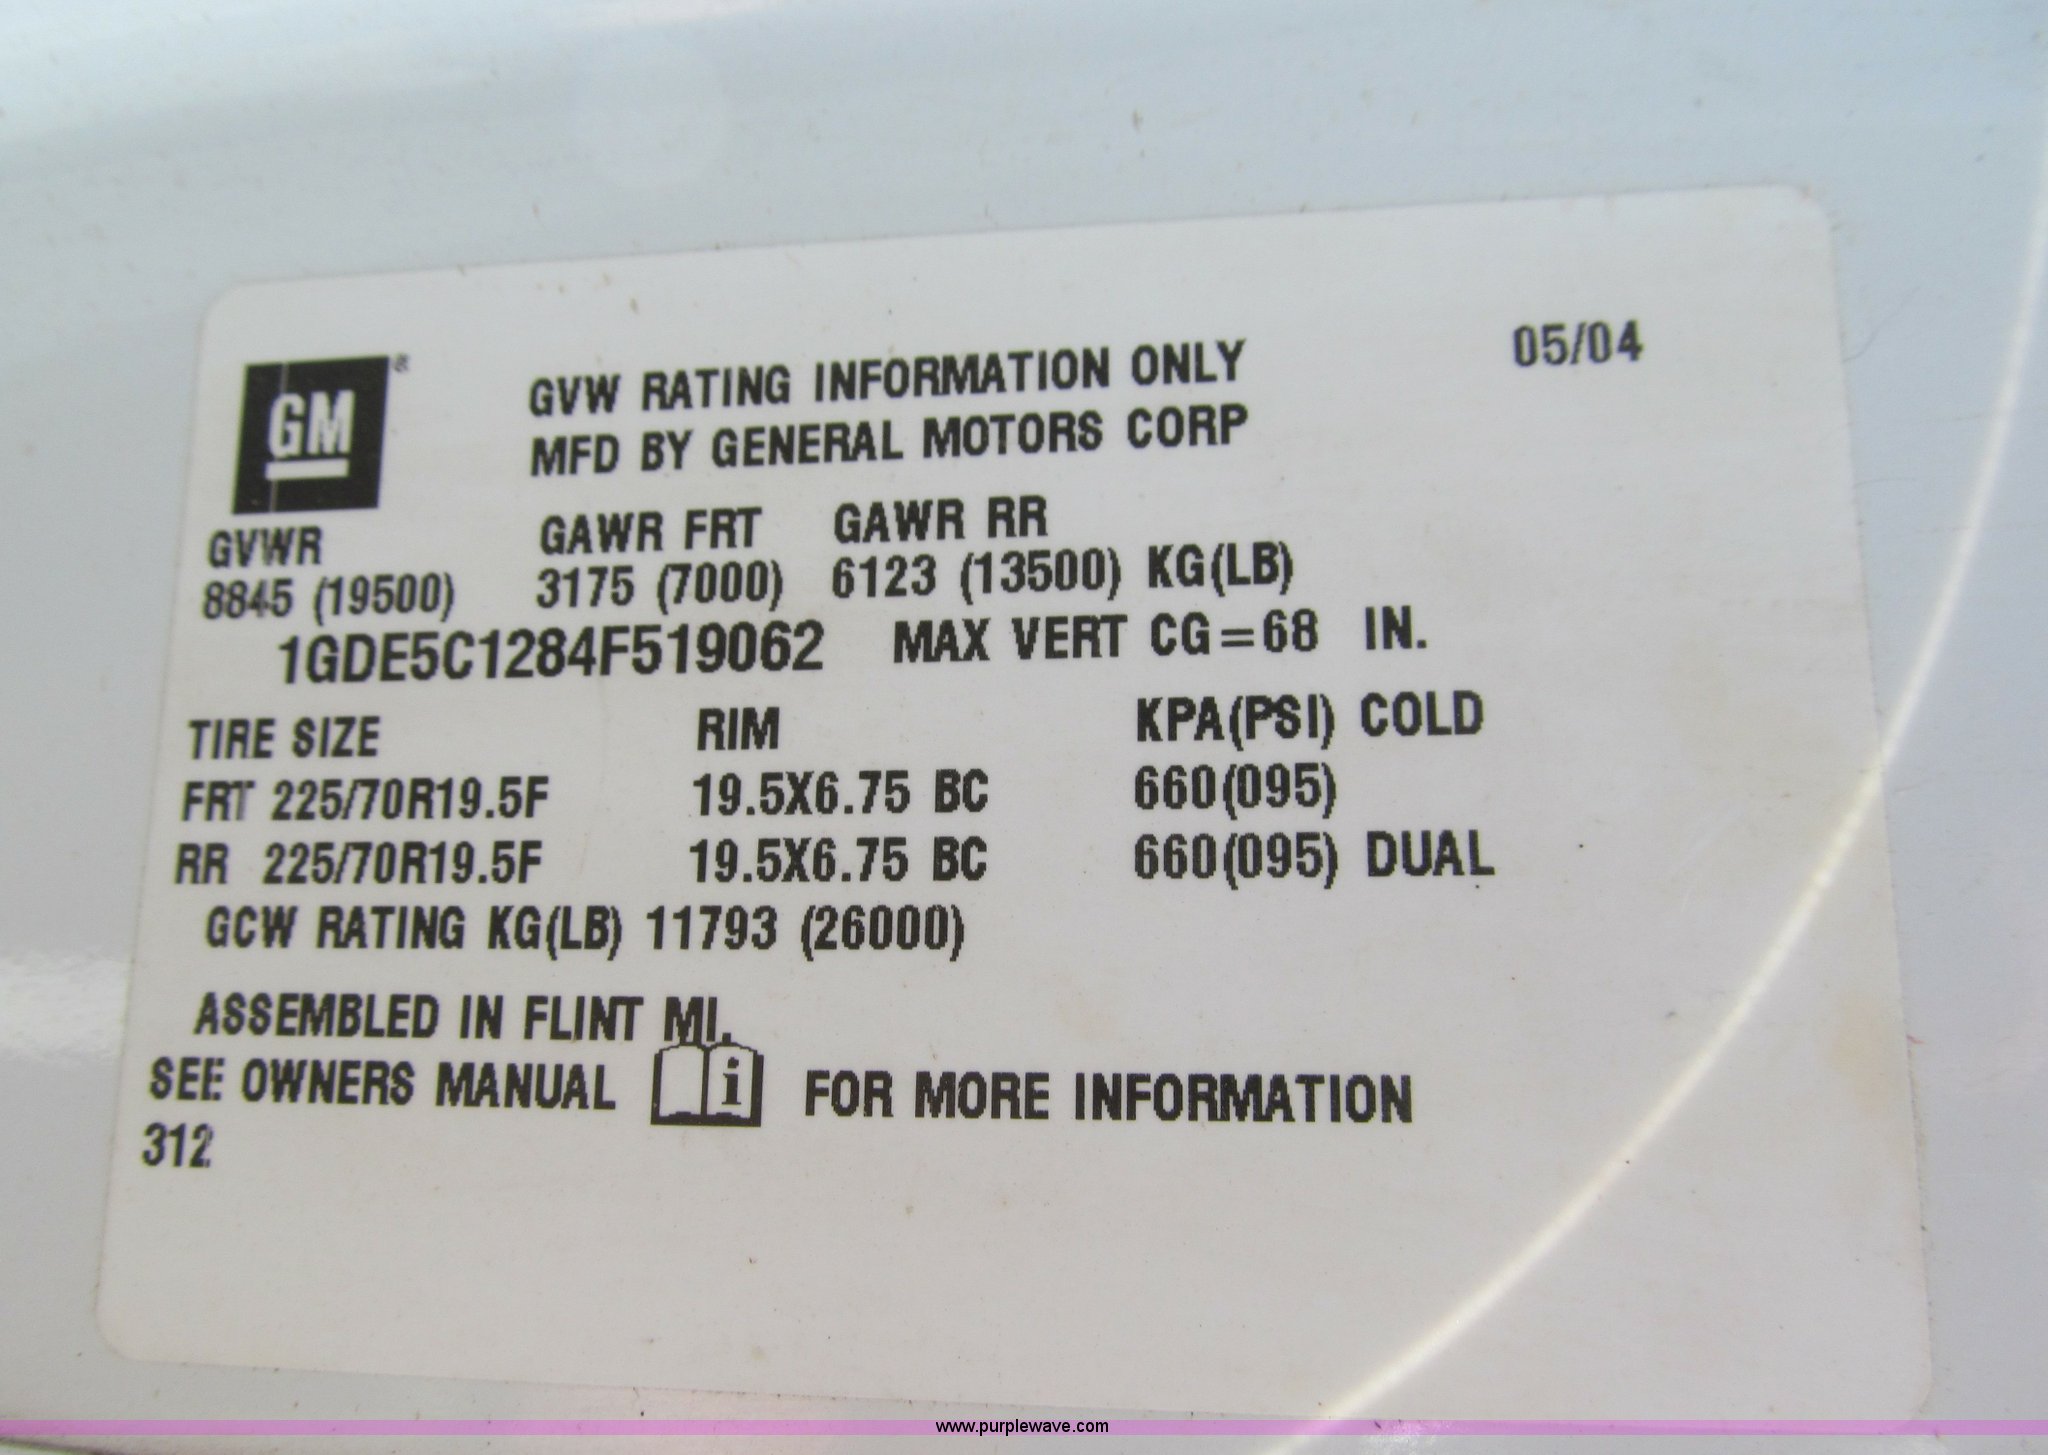 05/04
GM®
GVW RATING INFORMATION ONLY
MFD BY GENERAL MOTORS CORP
GVWR GAWR FRT GAWR RR
8845 (19500) 3175 (7000) 6123 (13500) KG(LB)
1GDE5C1284F519062 MAX VERT CG=68 IN.
TIRE SIZE RIM KPA(PSI) COLD
FRT 225/70R19.5F 19.5X6.75 BC 660(095)
RR 225/70R19.5F 19.5X6.75 BC 660(095) DUAL
GCW RATING KG(LB) 11793 (26000)
ASSEMBLED IN FLINT MI.
SEE OWNERS MANUAL i FOR MORE INFORMATION
312
www.purplewave.com